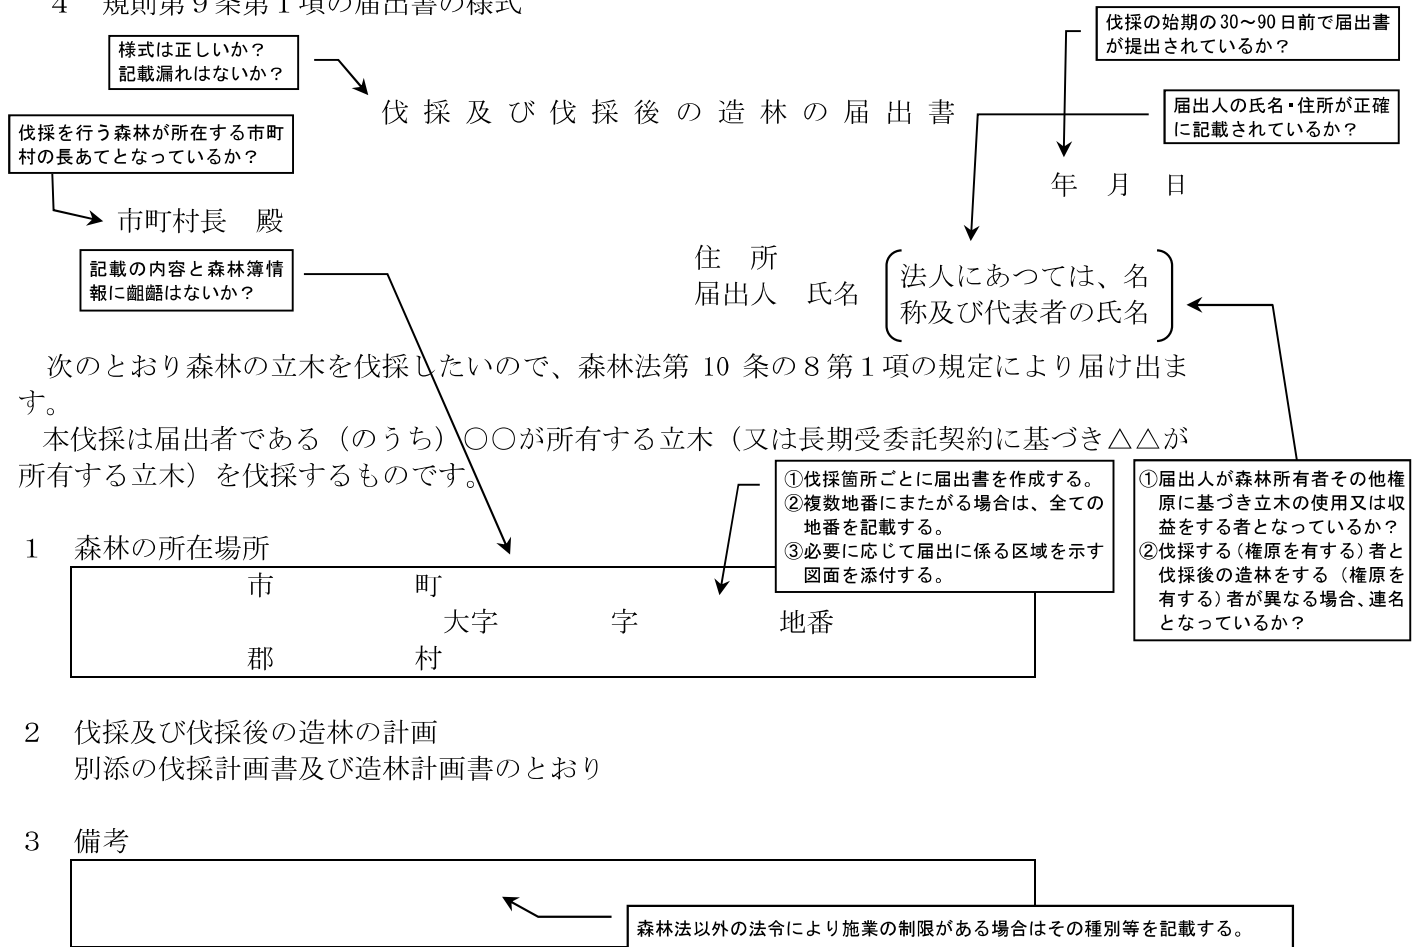 4　規則第９条第１項の届出書の様式
伐採の始期の30～90日前で届出書
が提出されているか？
様式は正しいか？
記載漏れはないか？
伐採及び伐採後の造林の届出書
届出人の氏名・住所が正確
に記載されているか？
伐採を行う森林が所在する市町
村の長あてとなっているか？
年　月　日
市町村長　殿
記載の内容と森林簿情
報に齟齬はないか？
住　所
届出人　氏名
法人にあつては、名
称及び代表者の氏名
次のとおり森林の立木を伐採したいので、森林法第 10 条の８第１項の規定により届け出ま
す。
本伐採は届出者である（のうち）○○が所有する立木（又は長期受委託契約に基づき△△が
所有する立木）を伐採するものです。
①伐採箇所ごとに届出書を作成する。
②複数地番にまたがる場合は、全ての
地番を記載する。
③必要に応じて届出に係る区域を示す
図面を添付する。
①届出人が森林所有者その他権
原に基づき立木の使用又は収
益をする者となっているか？
②伐採する（権原を有する）者と
伐採後の造林をする（権原を
有する）者が異なる場合、連名
となっているか？
1　森林の所在場所
市　町
大字　字　地番
郡　村
2　伐採及び伐採後の造林の計画
別添の伐採計画書及び造林計画書のとおり
3　備考
森林法以外の法令により施業の制限がある場合はその種別等を記載する。